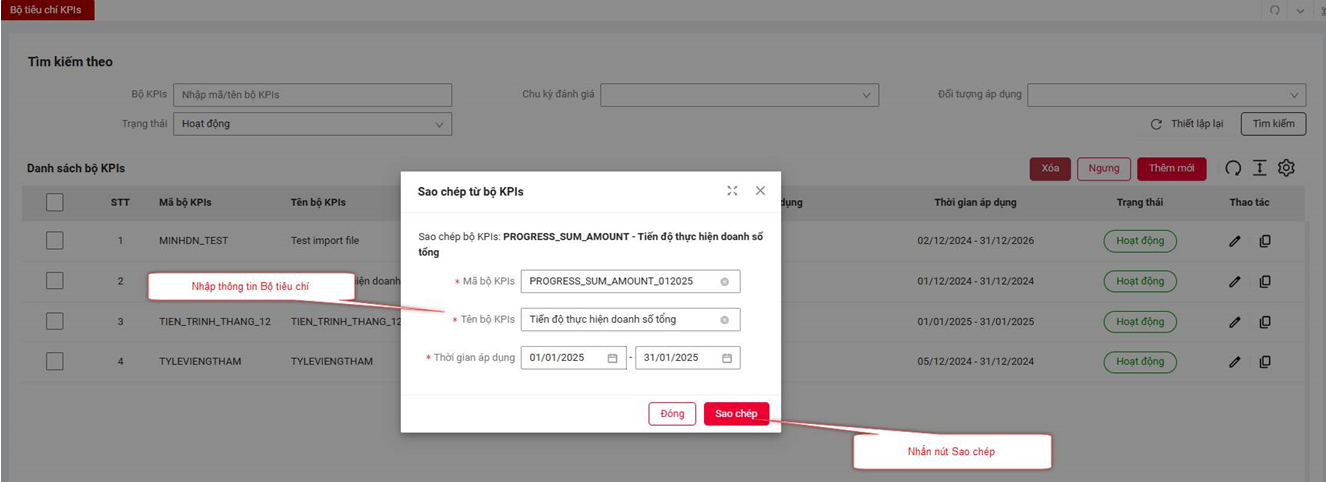 Bộ tiêu chí KPIs
Tìm kiếm theo
Bộ KPIs Nhập mã/tên bộ KPIs Chu kỳ đánh giá Đối tượng áp dụng
Trạng thái Hoạt động Thiết lập lại Tìm kiếm
Danh sách bộ KPIs Xóa Ngưng Thêm mới
STT Mã bộ KPIs Tên bộ KPIs dụng Thời gian áp dụng Trạng thái Thao tác
1 MINHDN_TEST Test import file 02/12/2024 - 31/12/2026 Hoạt động
2 iện doanh 01/12/2024 - 31/12/2024 Hoạt động
3 TIEN_TRINH_THANG_12 TIEN_TRINH_THANG_12 01/01/2025 - 31/01/2025 Hoạt động
4 TYLEVIENGTHAM TYLEVIENGTHAM 05/12/2024 - 31/12/2024 Hoạt động
Sao chép từ bộ KPIs
Sao chép bộ KPIs: PROGRESS_SUM_AMOUNT - Tiến độ thực hiện doanh số
tổng
* Mã bộ KPIs PROGRESS_SUM_AMOUNT_012025
* Tên bộ KPIs Tiến độ thực hiện doanh số tổng
* Thời gian áp dụng 01/01/2025 - 31/01/2025
Đóng Sao chép
Nhập thông tin Bộ tiêu chí
Nhấn nút Sao chép